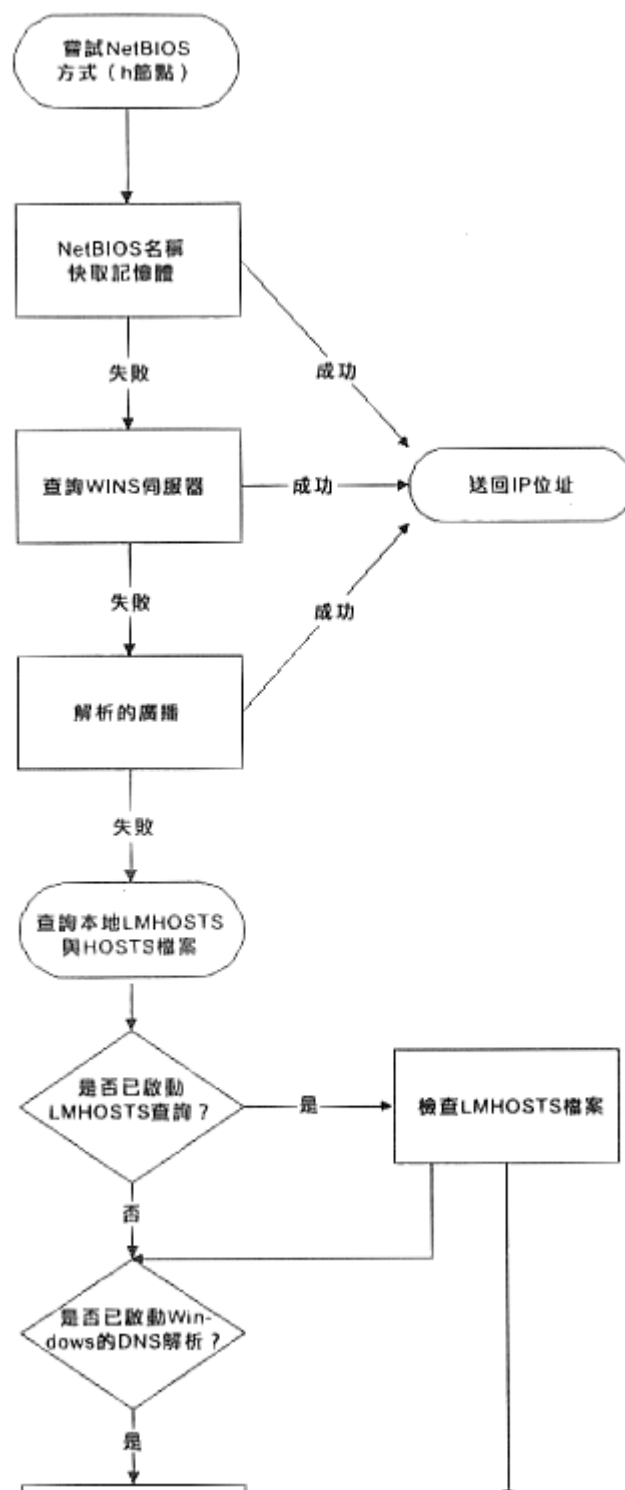 嘗試NetBIOS
方式（h節點）
NetBIOS名稱
快取記憶體
失敗
成功
查詢WINS伺服器
成功
送回IP位址
失敗
成功
解析的廣播
失敗
查詢本地LMHOSTS
與HOSTS檔案
是否已啟動
LMHOSTS查詢？
是
檢查LMHOSTS檔案
否
是否已啟動Win-
dows的DNS解析？
是